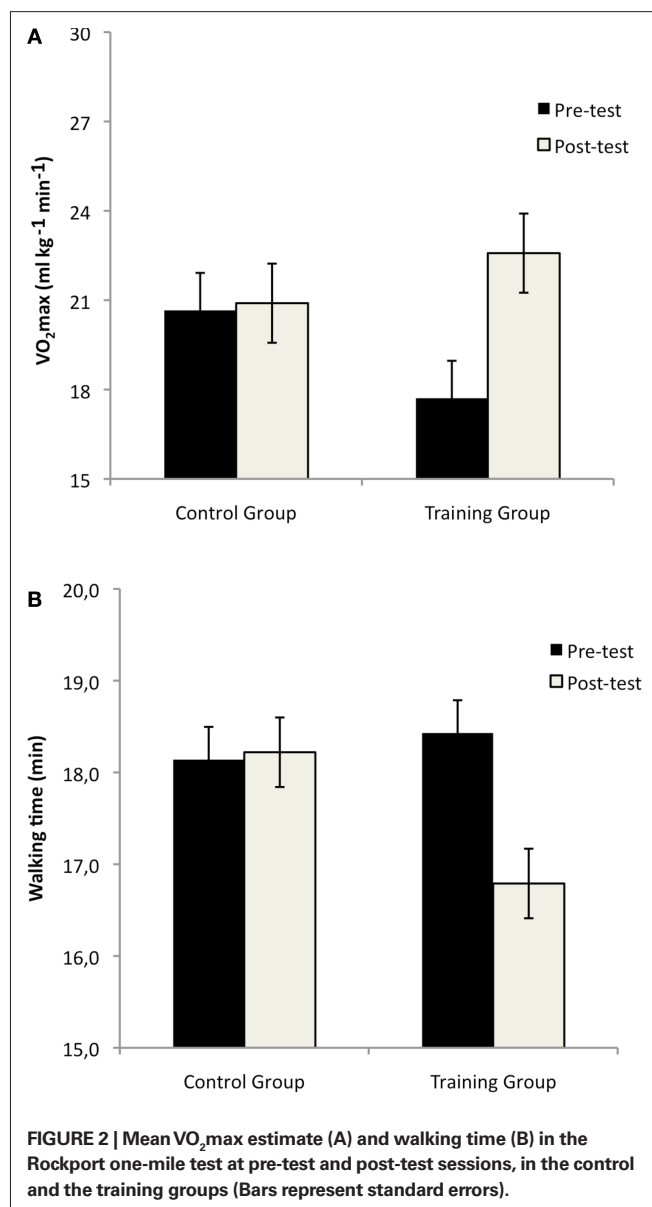 A
30
27
24
21
18
15
VO₂max (ml kg⁻¹ min⁻¹)
Pre-test
Post-test
Control Group
Training Group
B
20,0
19,0
18,0
17,0
16,0
15,0
Walking time (min)
Pre-test
Post-test
Control Group
Training Group
FIGURE 2 | Mean VO₂max estimate (A) and walking time (B) in the
Rockport one-mile test at pre-test and post-test sessions, in the control
and the training groups (Bars represent standard errors).